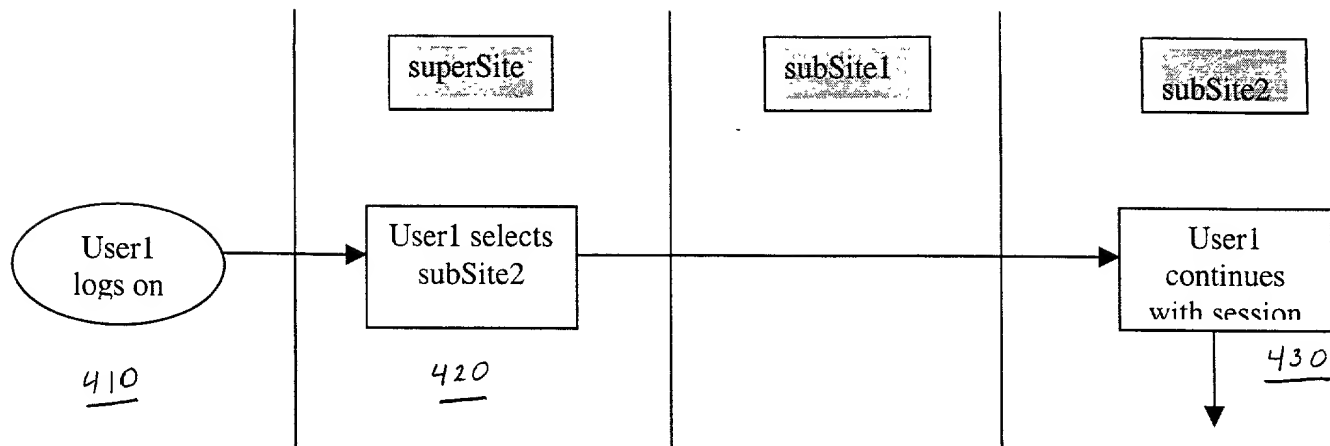 superSite
subSite1
subSite2
User1
logs on
User1 selects
subSite2
User1
continues
with session
410
420
430